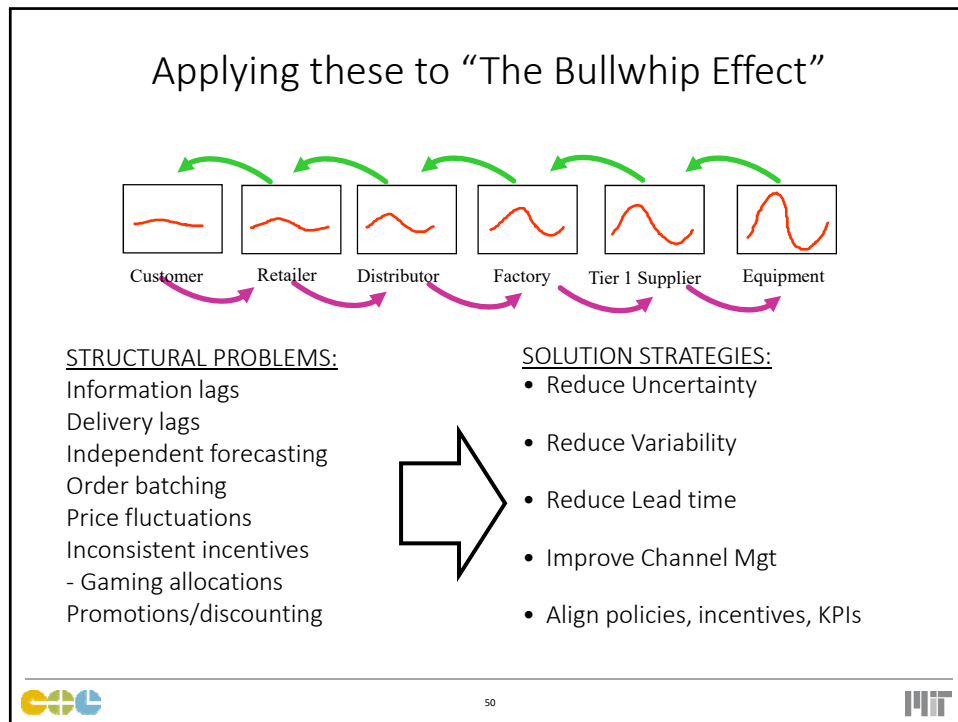 Applying these to “The Bullwhip Effect”
Customer Retailer Distributor Factory Tier 1 Supplier Equipment
STRUCTURAL PROBLEMS:
Information lags
Delivery lags
Independent forecasting
Order batching
Price fluctuations
Inconsistent incentives
- Gaming allocations
Promotions/discounting
SOLUTION STRATEGIES:
• Reduce Uncertainty
• Reduce Variability
• Reduce Lead time
• Improve Channel Mgt
• Align policies, incentives, KPIs
50
MIT